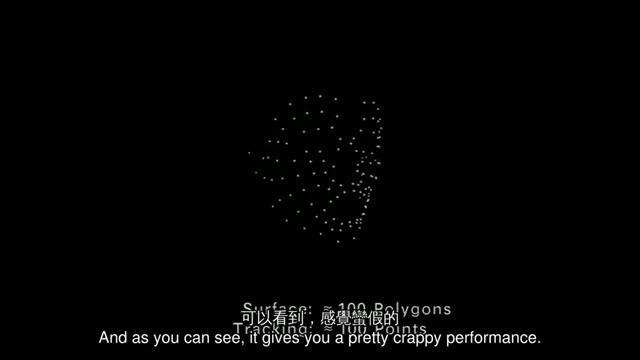 Surface: ≈ 100 Polygons
可以看到，感覺蠻假的
Tracking: ≈ 100 Points
And as you can see, it gives you a pretty crappy performance.